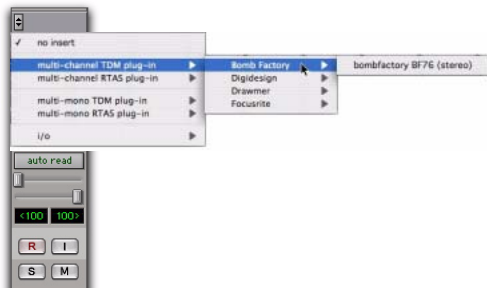 ✓ no insert
multi-channel TDM plug-in
multi-channel RTAS plug-in
multi-mono TDM plug-in
multi-mono RTAS plug-in
i/o
Bomb Factory
Digidesign
Drawmer
Focusrite
bombfactory BF76 (stereo)
auto read
<100 100>
R I
S M